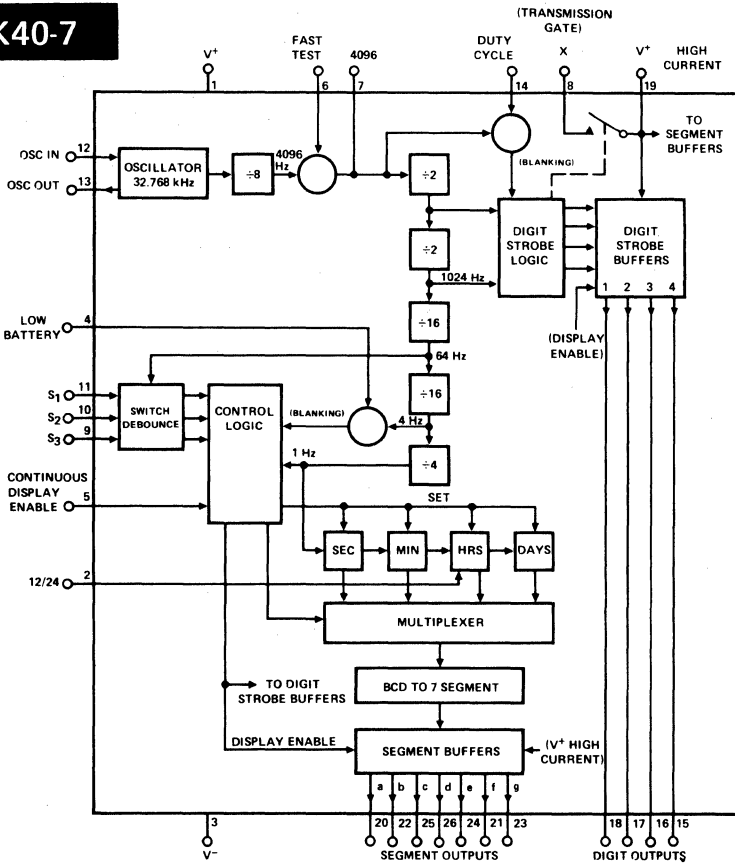 K40-7
(TRANSMISSION
GATE)
V+
FAST
TEST
4096
DUTY
CYCLE
X
V+
HIGH
CURRENT
1
6
7
14
8
19
TO
SEGMENT
BUFFERS
OSC IN
12
OSC OUT
13
OSCILLATOR
32.768 kHz
÷8
4096
Hz
÷2
(BLANKING)
÷2
DIGIT
STROBE
LOGIC
DIGIT
STROBE
BUFFERS
1 2 3 4
1024 Hz
÷16
(DISPLAY
ENABLE)
LOW
BATTERY
4
64 Hz
S1
11
S2
10
S3
9
SWITCH
DEBOUNCE
CONTROL
LOGIC
(BLANKING)
÷16
4 Hz
1 Hz
÷4
CONTINUOUS
DISPLAY
ENABLE
5
SET
SEC
MIN
HRS
DAYS
12/24
2
MULTIPLEXER
TO DIGIT
STROBE BUFFERS
BCD TO 7 SEGMENT
DISPLAY ENABLE
SEGMENT BUFFERS
(V+ HIGH
CURRENT)
a b c d e f g
3
20 22 25 26 24 21 23
18 17 16 15
V−
SEGMENT OUTPUTS
DIGIT OUTPUTS